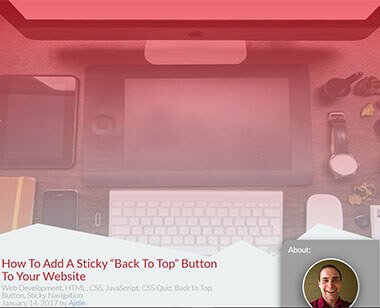 How To Add A Sticky “Back To Top” Button
To Your Website
Web Development, HTML, CSS, JavaScript, CSS Quiz, Back to Top,
Button, Sticky Navigation
January 14, 2017 by Ajdin
About: